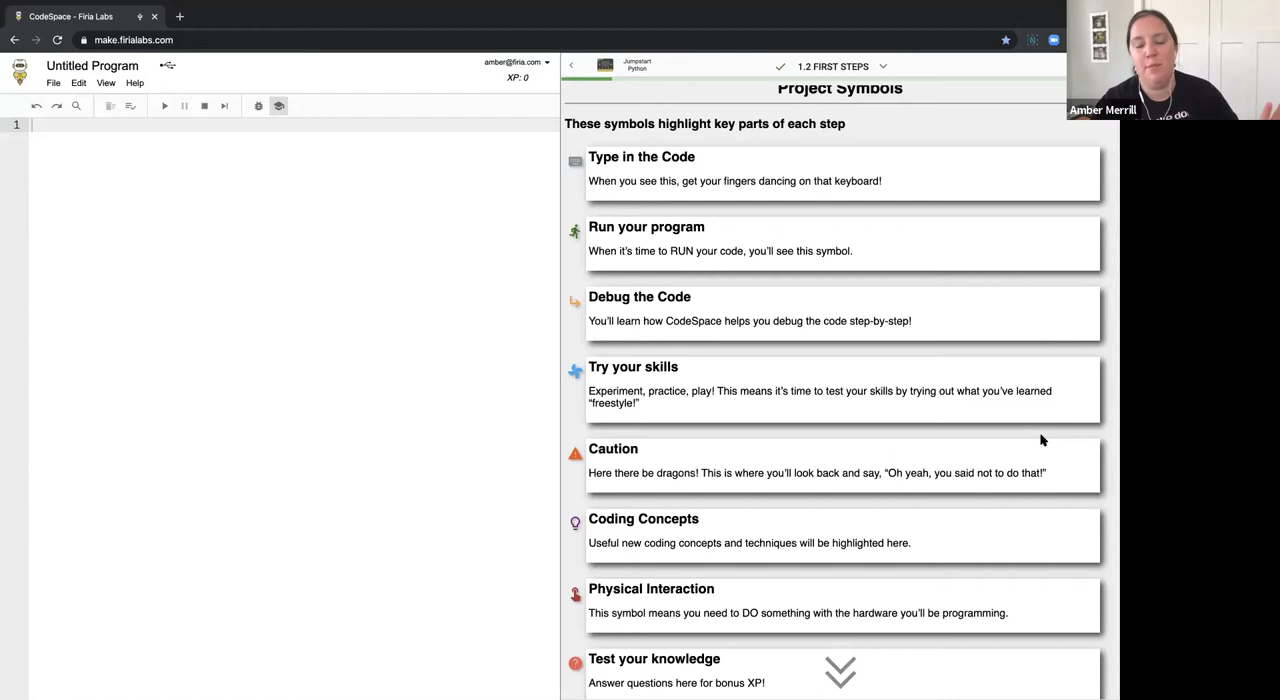 CodeSpace - Firia Labs
make.firialabs.com
Untitled Program
amber@firia.com
File Edit View Help
XP: 0
1
Jumpstart
Python
1.2 FIRST STEPS
Amber Merrill
make do.
Project Symbols
These symbols highlight key parts of each step
Type in the Code
When you see this, get your fingers dancing on that keyboard!
Run your program
When it's time to RUN your code, you'll see this symbol.
Debug the Code
You'll learn how CodeSpace helps you debug the code step-by-step!
Try your skills
Experiment, practice, play! This means it's time to test your skills by trying out what you've learned
“freestyle!”
Caution
Here there be dragons! This is where you'll look back and say, “Oh yeah, you said not to do that!”
Coding Concepts
Useful new coding concepts and techniques will be highlighted here.
Physical Interaction
This symbol means you need to DO something with the hardware you'll be programming.
Test your knowledge
Answer questions here for bonus XP!